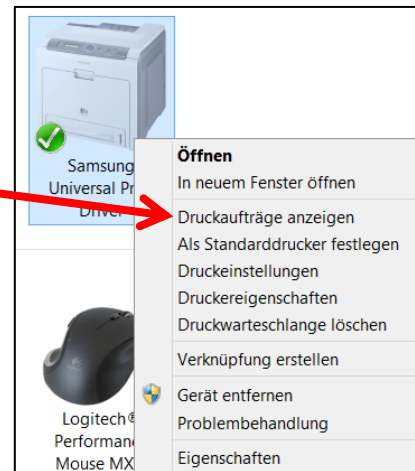 Samsung
Universal Pr
Driver
Öffnen
In neuem Fenster öffnen
Druckaufträge anzeigen
Als Standarddrucker festlegen
Druckeinstellungen
Druckereigenschaften
Druckwarteschlange löschen
Verknüpfung erstellen
Gerät entfernen
Problembehandlung
Eigenschaften
Logitech®
Performan
Mouse MX